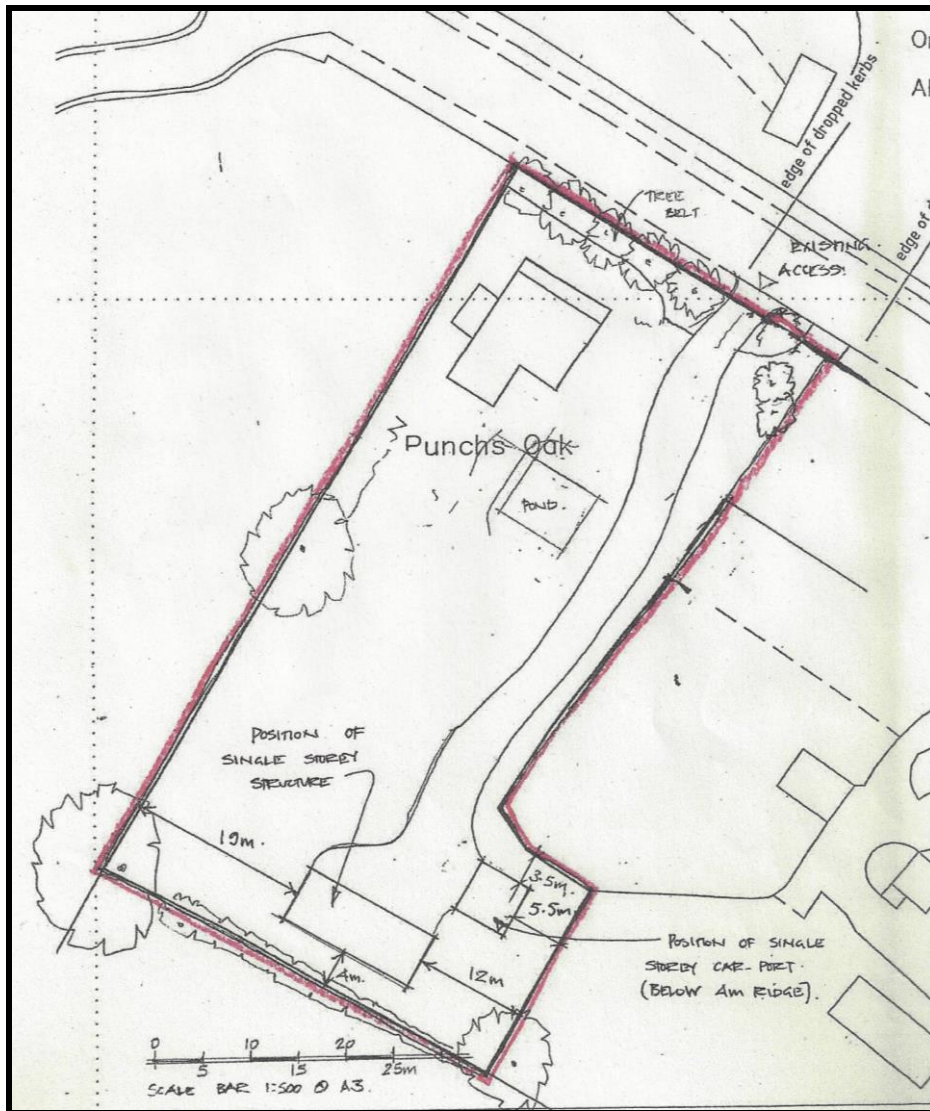 edge of dropped kerbs
TREE
BELT.
EXISTING
ACCESS.
edge of
Punchs Oak
POND.
POSITION OF
SINGLE STOREY
STRUCTURE
19m.
3.5m.
5.5m
4m.
12m
POSITION OF SINGLE
STOREY CAR-PORT.
(BELOW 4m RIDGE).
0 10 20
5 15 25m
SCALE BAR 1:500 @ A3.